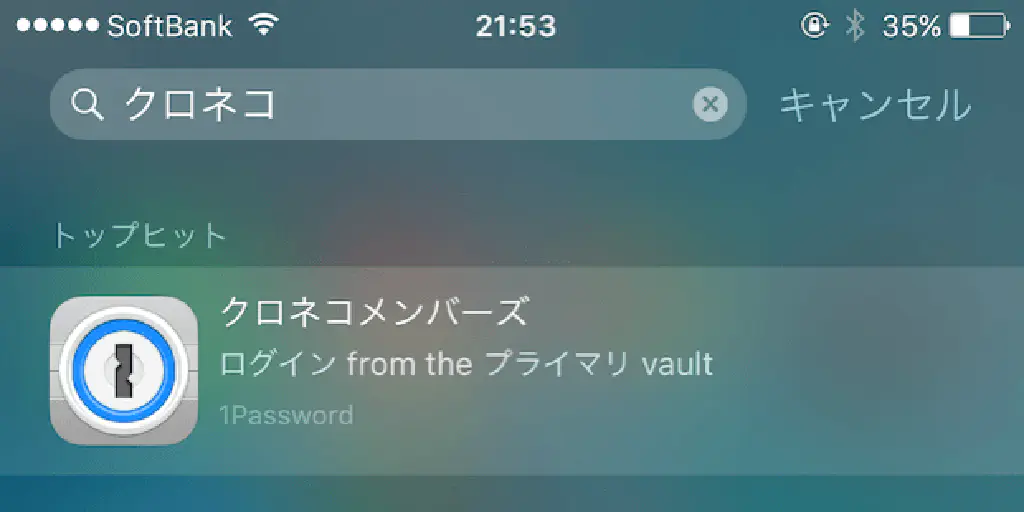 SoftBank 21:53 35%
クロネコ キャンセル
トップヒット
クロネコメンバーズ
ログイン from the プライマリ vault
1Password